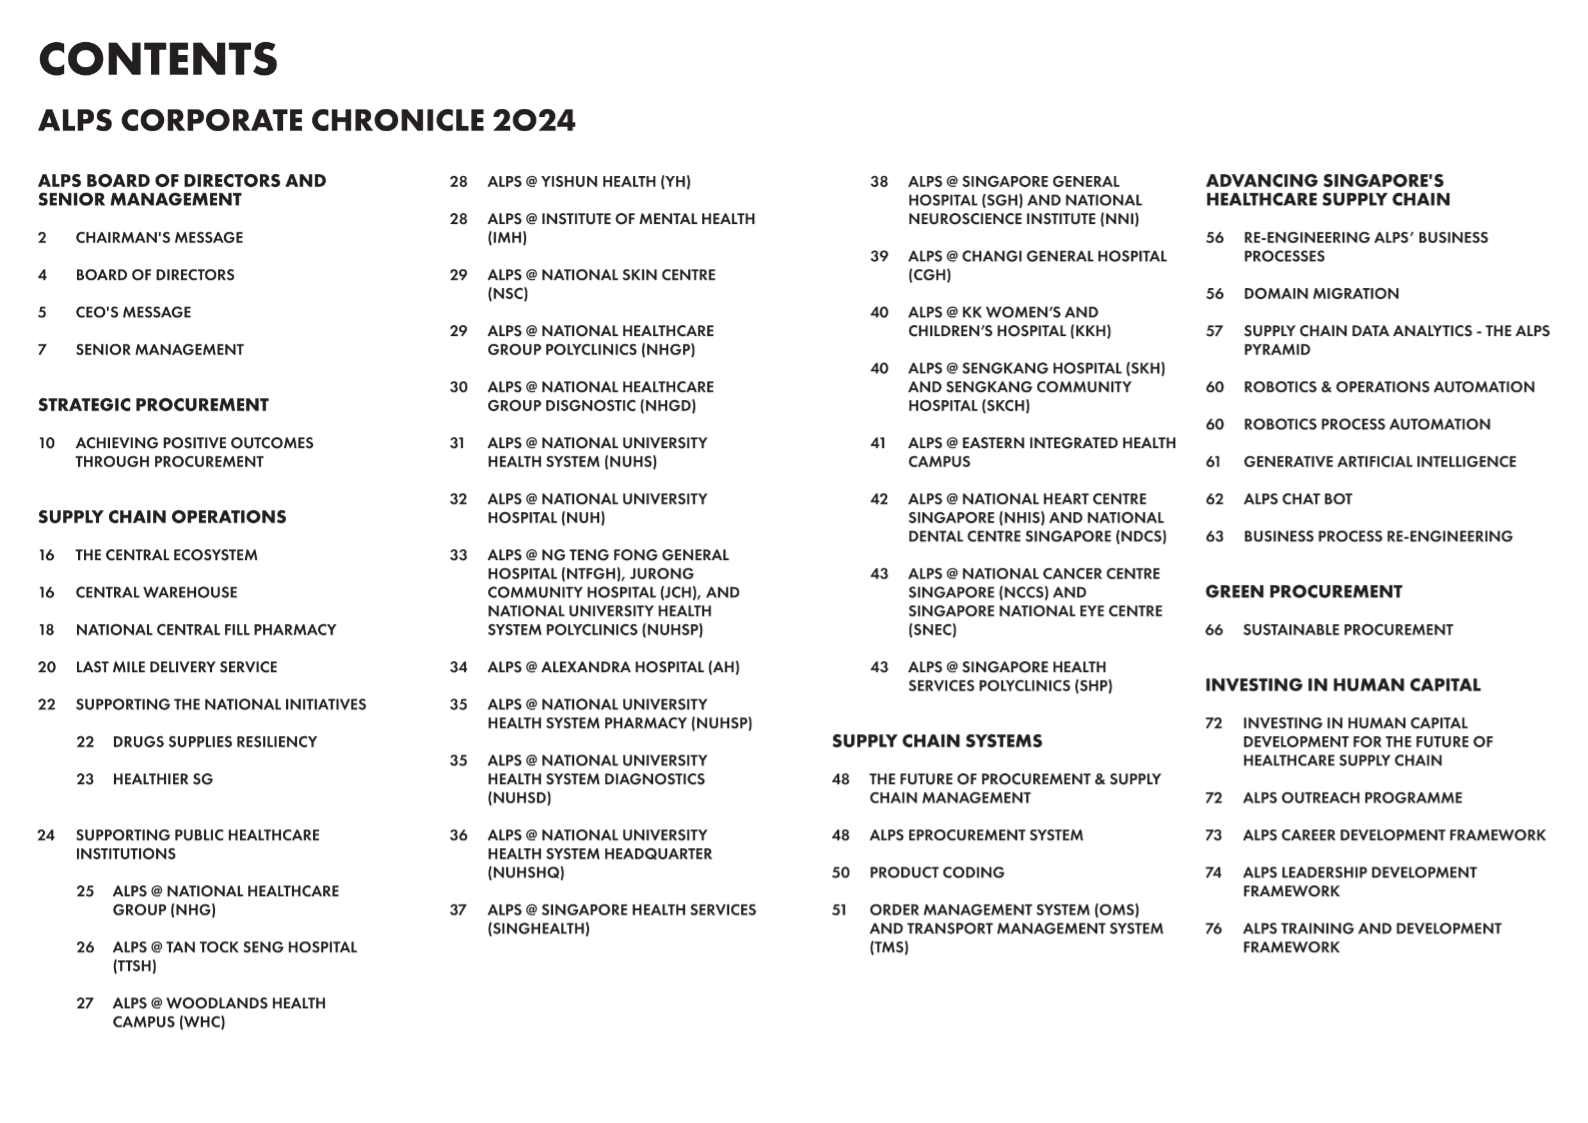 CONTENTS
ALPS CORPORATE CHRONICLE 2024
ALPS BOARD OF DIRECTORS AND
SENIOR MANAGEMENT
2 CHAIRMAN'S MESSAGE
4 BOARD OF DIRECTORS
5 CEO'S MESSAGE
7 SENIOR MANAGEMENT
STRATEGIC PROCUREMENT
10 ACHIEVING POSITIVE OUTCOMES
THROUGH PROCUREMENT
SUPPLY CHAIN OPERATIONS
16 THE CENTRAL ECOSYSTEM
16 CENTRAL WAREHOUSE
18 NATIONAL CENTRAL FILL PHARMACY
20 LAST MILE DELIVERY SERVICE
22 SUPPORTING THE NATIONAL INITIATIVES
22 DRUGS SUPPLIES RESILIENCY
23 HEALTHIER SG
24 SUPPORTING PUBLIC HEALTHCARE
INSTITUTIONS
25 ALPS @ NATIONAL HEALTHCARE
GROUP (NHG)
26 ALPS @ TAN TOCK SENG HOSPITAL
(TTSH)
27 ALPS @ WOODLANDS HEALTH
CAMPUS (WHC)
28 ALPS @ YISHUN HEALTH (YH)
28 ALPS @ INSTITUTE OF MENTAL HEALTH
(IMH)
29 ALPS @ NATIONAL SKIN CENTRE
(NSC)
29 ALPS @ NATIONAL HEALTHCARE
GROUP POLYCLINICS (NHGP)
30 ALPS @ NATIONAL HEALTHCARE
GROUP DISGNOSTIC (NHGD)
31 ALPS @ NATIONAL UNIVERSITY
HEALTH SYSTEM (NUHS)
32 ALPS @ NATIONAL UNIVERSITY
HOSPITAL (NUH)
33 ALPS @ NG TENG FONG GENERAL
HOSPITAL (NTFGH), JURONG
COMMUNITY HOSPITAL (JCH), AND
NATIONAL UNIVERSITY HEALTH
SYSTEM POLYCLINICS (NUHSP)
34 ALPS @ ALEXANDRA HOSPITAL (AH)
35 ALPS @ NATIONAL UNIVERSITY
HEALTH SYSTEM PHARMACY (NUHSP)
35 ALPS @ NATIONAL UNIVERSITY
HEALTH SYSTEM DIAGNOSTICS
(NUHSD)
36 ALPS @ NATIONAL UNIVERSITY
HEALTH SYSTEM HEADQUARTER
(NUHSHQ)
37 ALPS @ SINGAPORE HEALTH SERVICES
(SINGHEALTH)
38 ALPS @ SINGAPORE GENERAL
HOSPITAL (SGH) AND NATIONAL
NEUROSCIENCE INSTITUTE (NNI)
39 ALPS @ CHANGI GENERAL HOSPITAL
(CGH)
40 ALPS @ KK WOMEN’S AND
CHILDREN’S HOSPITAL (KKH)
40 ALPS @ SENGKANG HOSPITAL (SKH)
AND SENGKANG COMMUNITY
HOSPITAL (SKCH)
41 ALPS @ EASTERN INTEGRATED HEALTH
CAMPUS
42 ALPS @ NATIONAL HEART CENTRE
SINGAPORE (NHIS) AND NATIONAL
DENTAL CENTRE SINGAPORE (NDCS)
43 ALPS @ NATIONAL CANCER CENTRE
SINGAPORE (NCCS) AND
SINGAPORE NATIONAL EYE CENTRE
(SNEC)
43 ALPS @ SINGAPORE HEALTH
SERVICES POLYCLINICS (SHP)
SUPPLY CHAIN SYSTEMS
48 THE FUTURE OF PROCUREMENT & SUPPLY
CHAIN MANAGEMENT
48 ALPS EPROCUREMENT SYSTEM
50 PRODUCT CODING
51 ORDER MANAGEMENT SYSTEM (OMS)
AND TRANSPORT MANAGEMENT SYSTEM
(TMS)
ADVANCING SINGAPORE'S
HEALTHCARE SUPPLY CHAIN
56 RE-ENGINEERING ALPS’ BUSINESS
PROCESSES
56 DOMAIN MIGRATION
57 SUPPLY CHAIN DATA ANALYTICS - THE ALPS
PYRAMID
60 ROBOTICS & OPERATIONS AUTOMATION
60 ROBOTICS PROCESS AUTOMATION
61 GENERATIVE ARTIFICIAL INTELLIGENCE
62 ALPS CHAT BOT
63 BUSINESS PROCESS RE-ENGINEERING
GREEN PROCUREMENT
66 SUSTAINABLE PROCUREMENT
INVESTING IN HUMAN CAPITAL
72 INVESTING IN HUMAN CAPITAL
DEVELOPMENT FOR THE FUTURE OF
HEALTHCARE SUPPLY CHAIN
72 ALPS OUTREACH PROGRAMME
73 ALPS CAREER DEVELOPMENT FRAMEWORK
74 ALPS LEADERSHIP DEVELOPMENT
FRAMEWORK
76 ALPS TRAINING AND DEVELOPMENT
FRAMEWORK